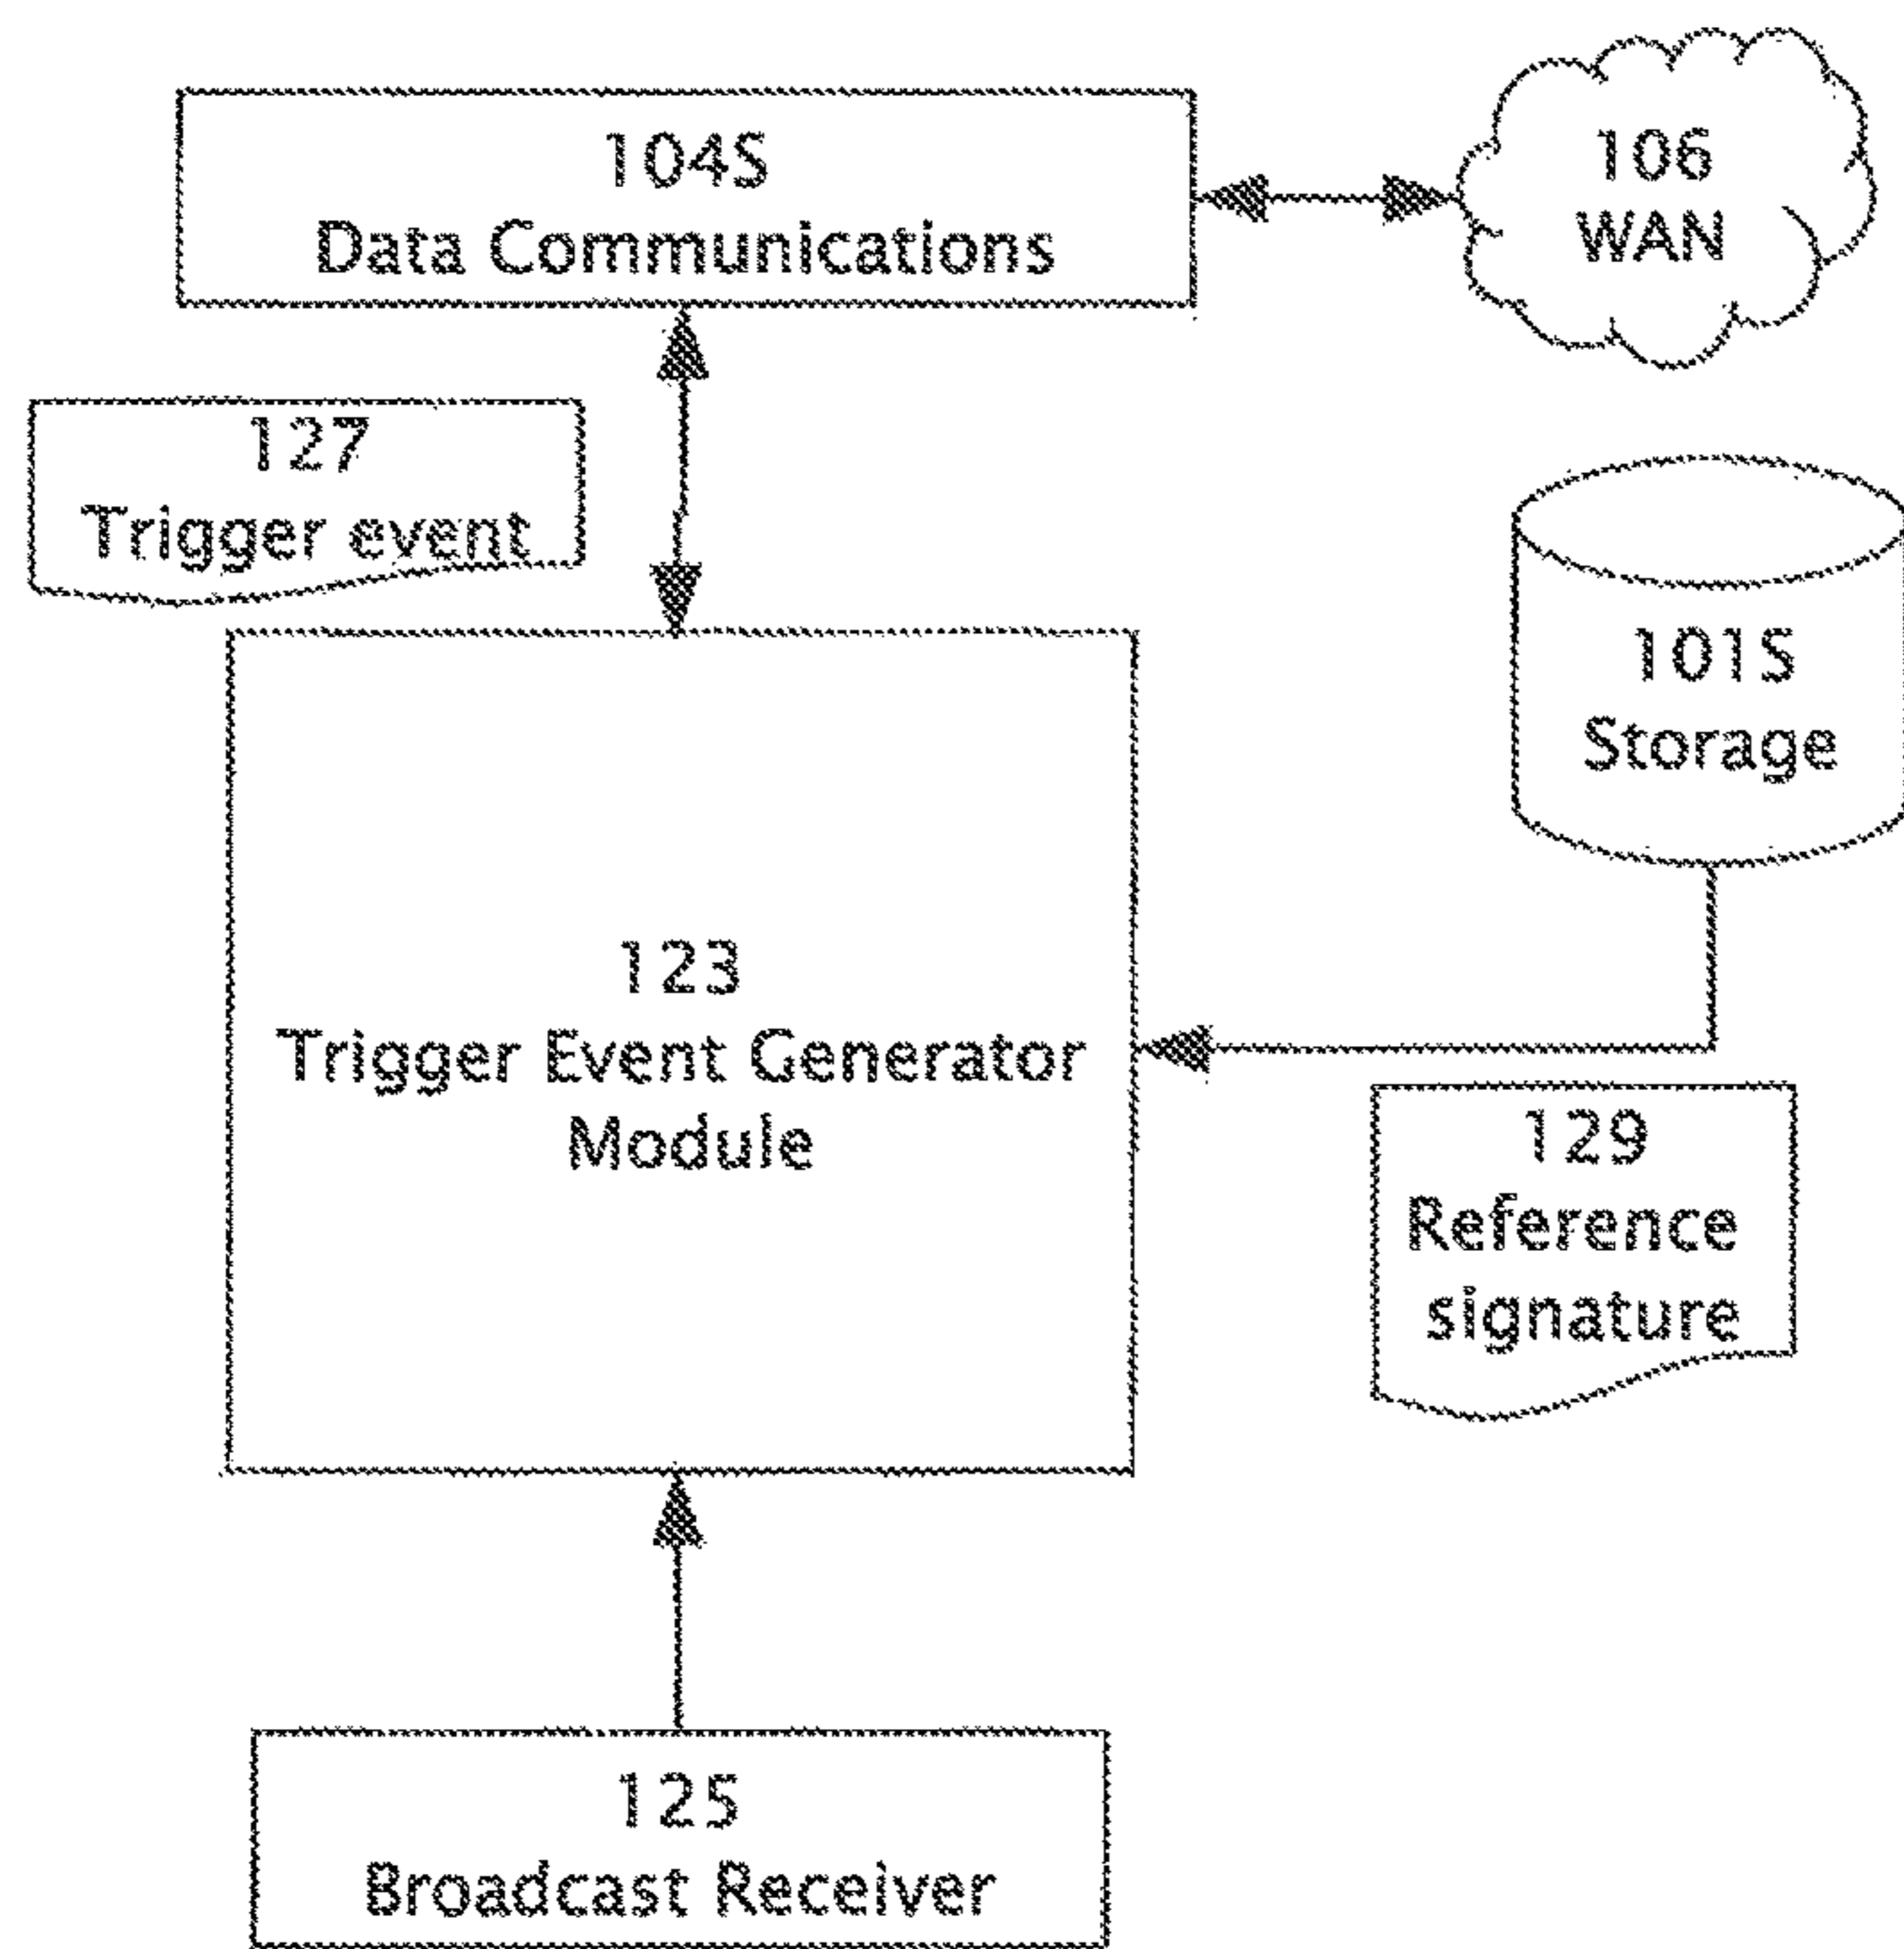 104S
Data Communications
106
WAN
127
Trigger event
101S
Storage
123
Trigger Event Generator
Module
129
Reference
signature
125
Broadcast Receiver